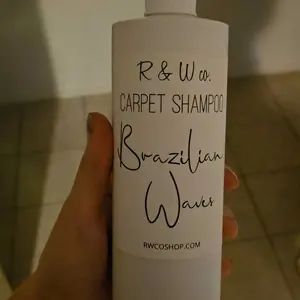 R & W co.
CARPET SHAMPOO
Brazilian
Waves
RWCOSHOP.COM